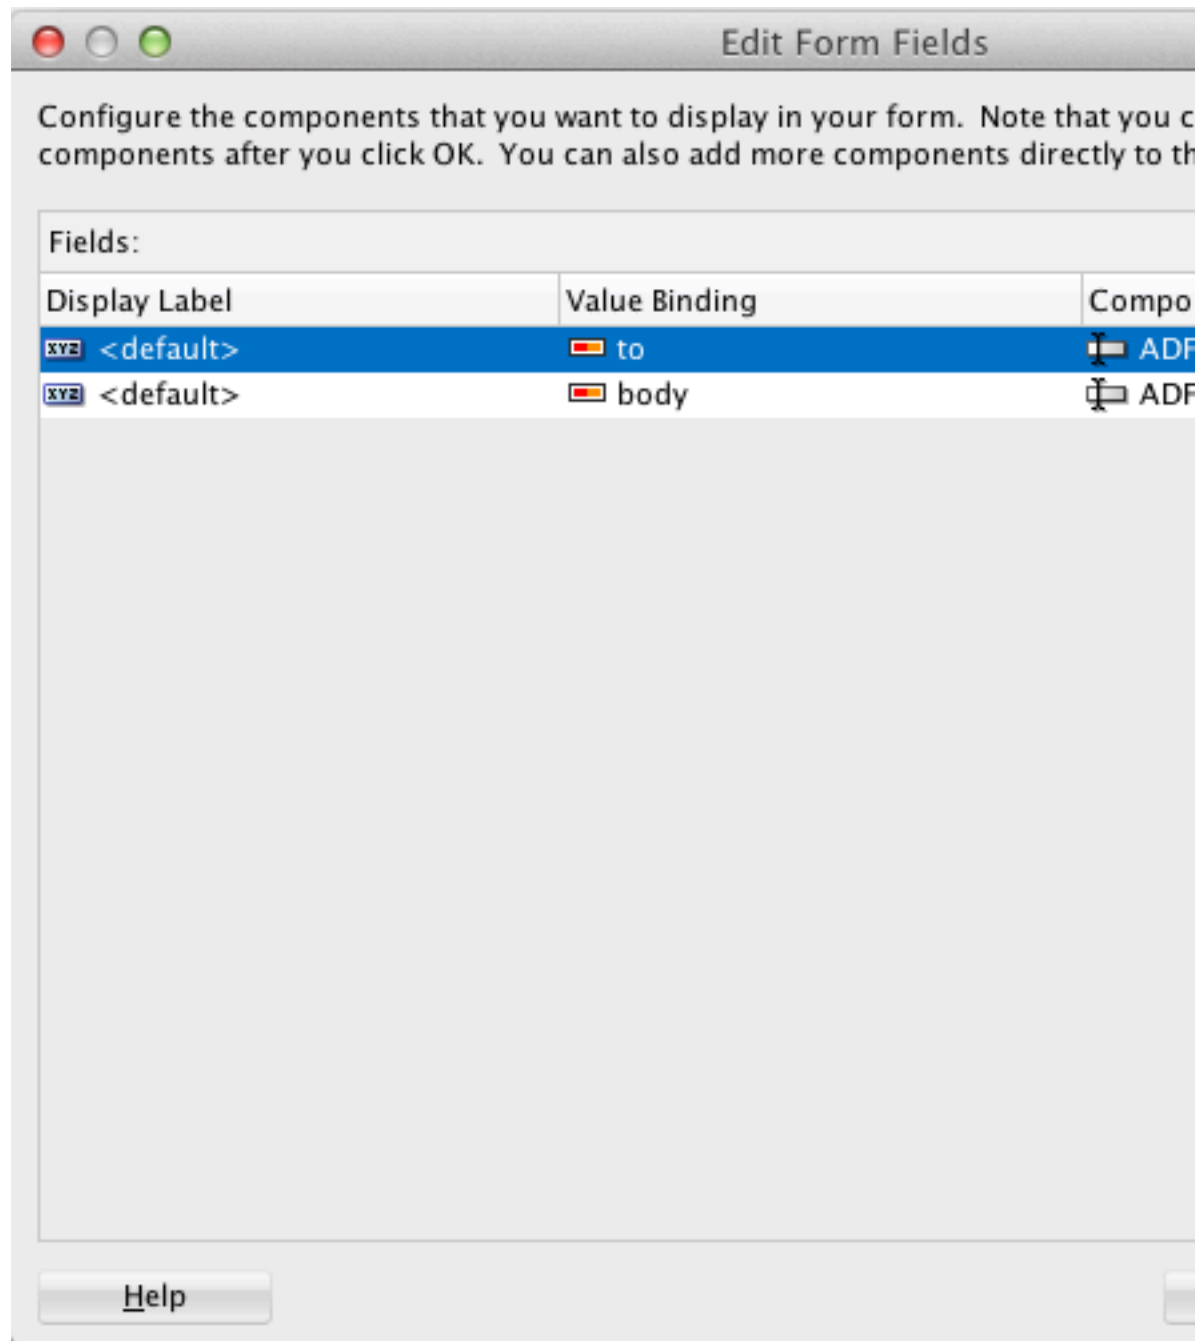 Edit Form Fields
Configure the components that you want to display in your form.  Note that you c
components after you click OK.  You can also add more components directly to th
Fields:
Display Label Value Binding Compo
XYZ <default> to ADF
XYZ <default> body ADF
Help